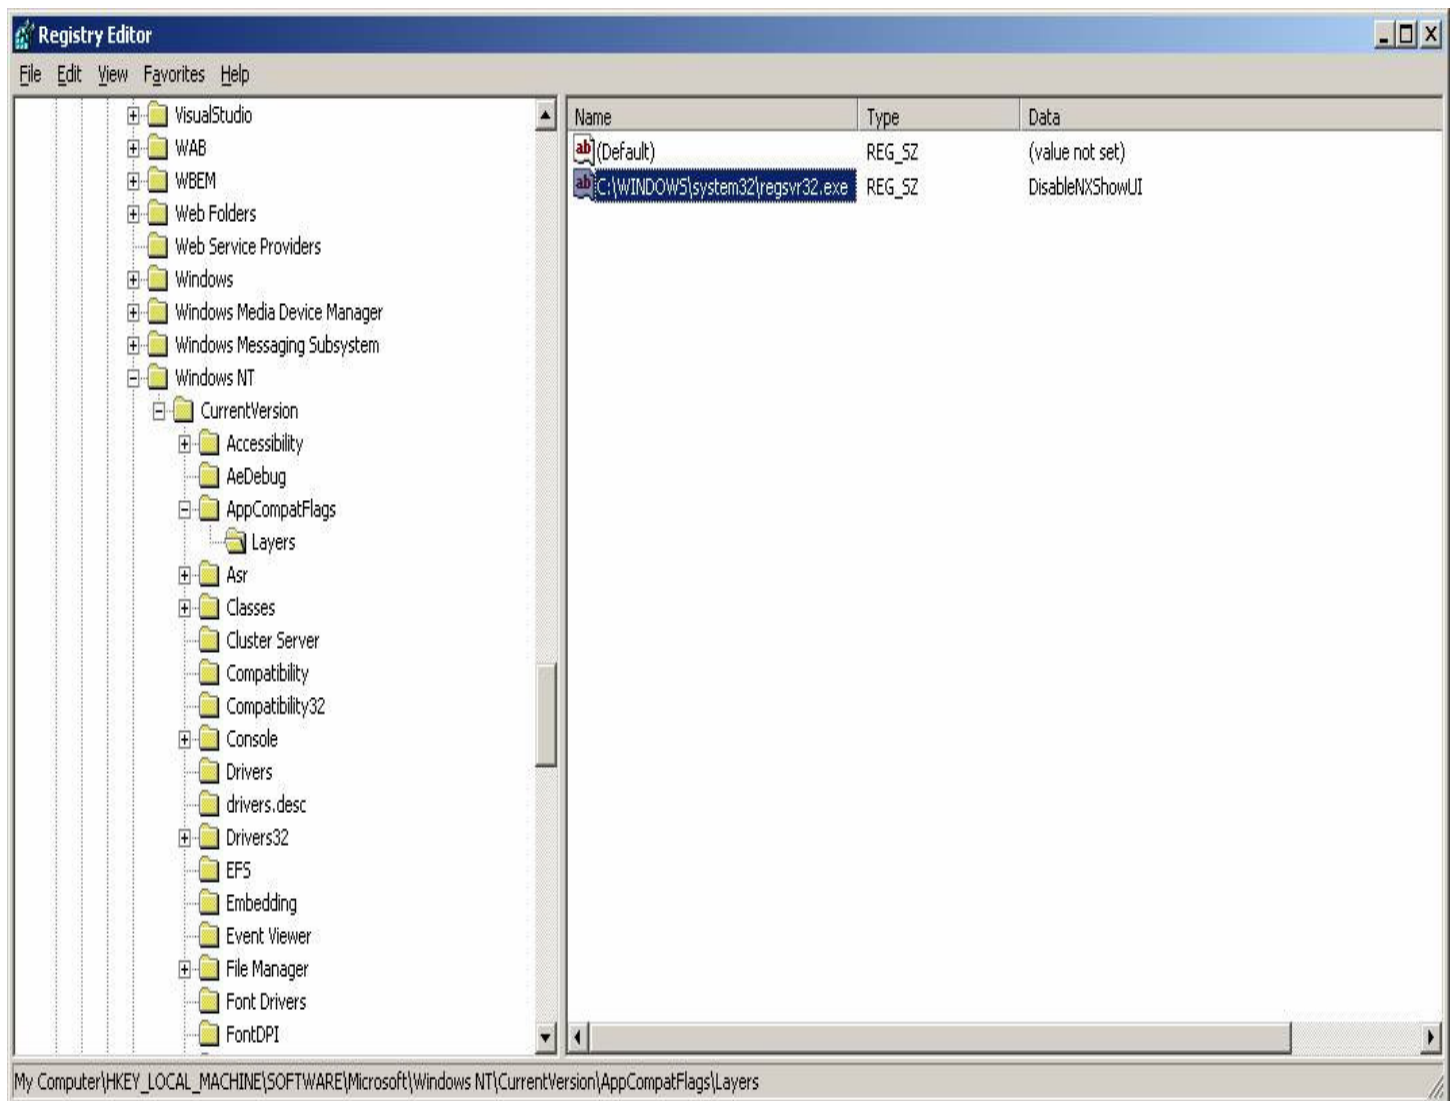 Registry Editor
File Edit View Favorites Help
VisualStudio
WAB
WBEM
Web Folders
Web Service Providers
Windows
Windows Media Device Manager
Windows Messaging Subsystem
Windows NT
CurrentVersion
Accessibility
AeDebug
AppCompatFlags
Layers
Asr
Classes
Cluster Server
Compatibility
Compatibility32
Console
Drivers
drivers.desc
Drivers32
EFS
Embedding
Event Viewer
File Manager
Font Drivers
FontDPI
Name Type Data
ab (Default) REG_SZ (value not set)
ab C:\WINDOWS\system32\regsvr32.exe REG_SZ DisableNXShowUI
My Computer\HKEY_LOCAL_MACHINE\SOFTWARE\Microsoft\Windows NT\CurrentVersion\AppCompatFlags\Layers